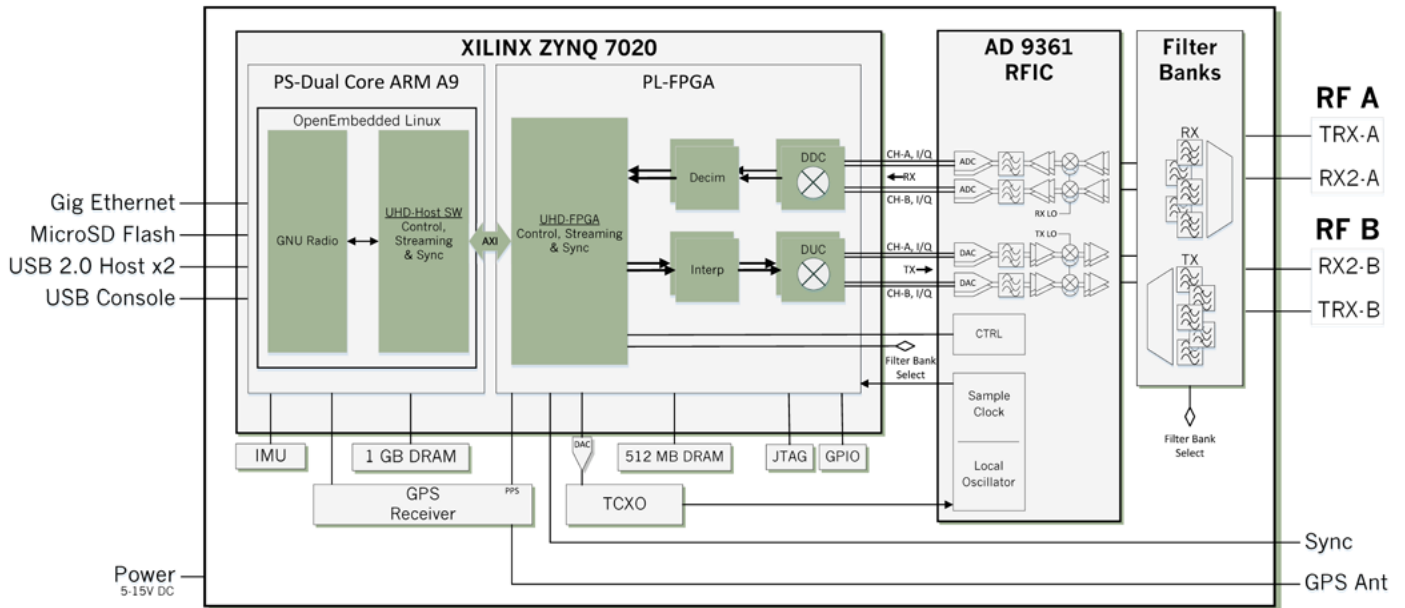 XILINX ZYNQ 7020
PS-Dual Core ARM A9
OpenEmbedded Linux
GNU Radio
UHD-Host SW
Control,
Streaming
& Sync
AXI
PL-FPGA
UHD-FPGA
Control, Streaming
& Sync
Decim
DDC
Interp
DUC
CH-A, I/Q
RX
CH-B, I/Q
CH-A, I/Q
TX
CH-B, I/Q
Filter Bank
Select
AD 9361
RFIC
ADC
ADC
RX LO
TX LO
DAC
DAC
CTRL
Sample
Clock
Local
Oscillator
Filter
Banks
RX
TX
Filter Bank
Select
RF A
TRX-A
RX2-A
RF B
RX2-B
TRX-B
Gig Ethernet
MicroSD Flash
USB 2.0 Host x2
USB Console
IMU
1 GB DRAM
DAC
512 MB DRAM
JTAG
GPIO
GPS
Receiver
PPS
TCXO
Power
5-15V DC
Sync
GPS Ant